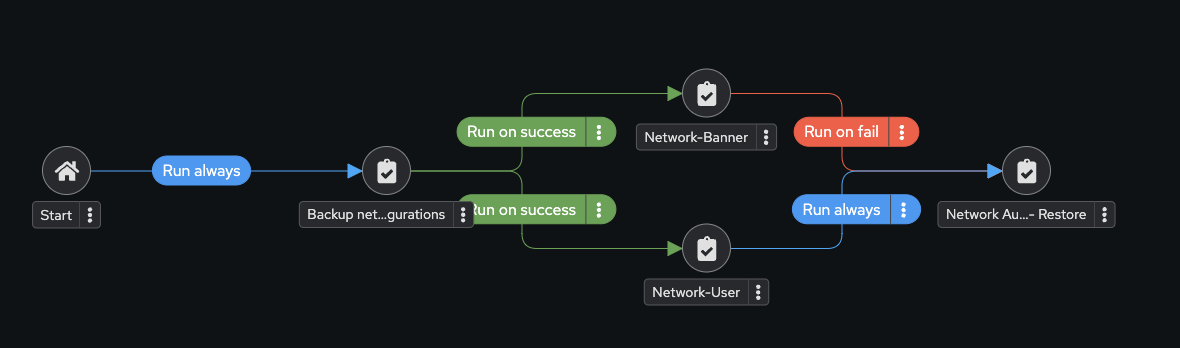 Run on success
Run on fail
Network-Banner
Run always
Start
Backup net...gurations
Run on success
Run always
Network Au...- Restore
Network-User